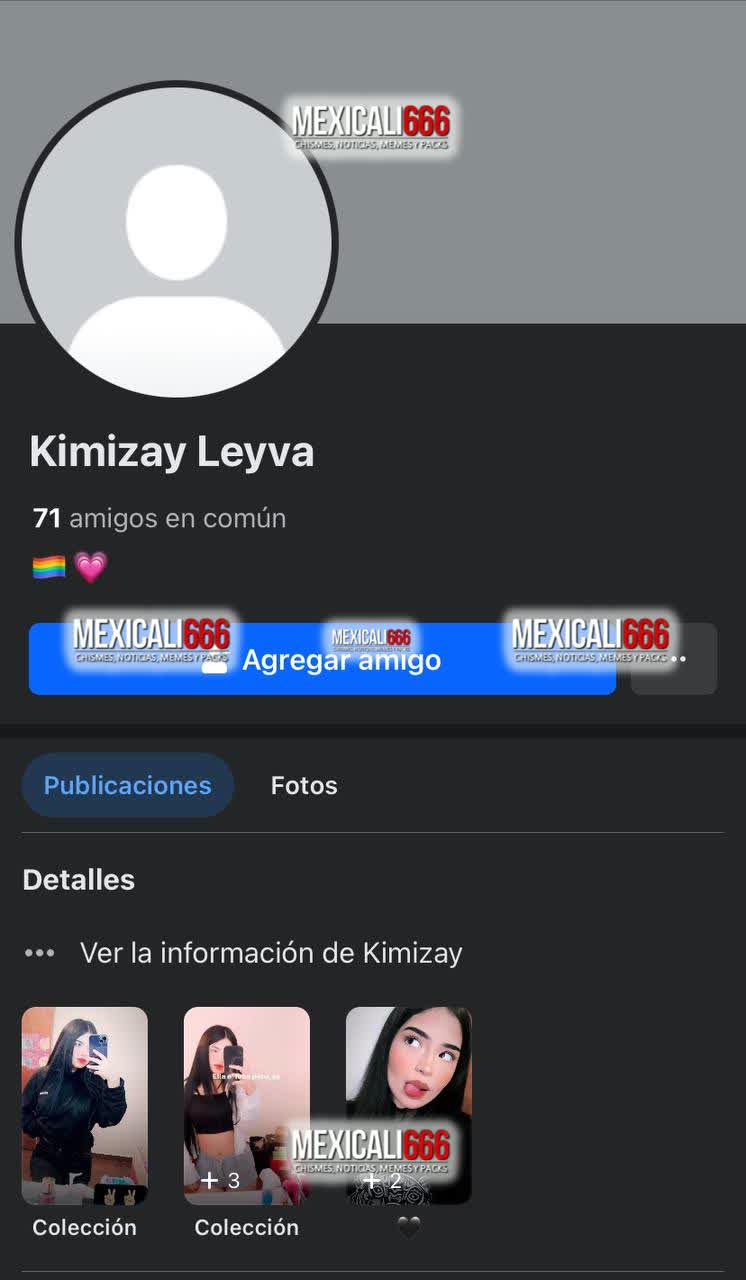 MEXICALI666
CHISMES, NOTICIAS, MEMES Y PACKS
Kimizay Leyva
71 amigos en común
🏳️‍🌈 💗
MEXICALI666
CHISMES, NOTICIAS, MEMES Y PACKS
MEXICALI666
MEXICALI666
CHISMES, NOTICIAS, MEMES Y PACKS
Agregar amigo
Publicaciones
Fotos
Detalles
Ver la información de Kimizay
MEXICALI666
CHISMES, NOTICIAS, MEMES Y PACKS
+ 3
+ 2
Colección
Colección
🖤